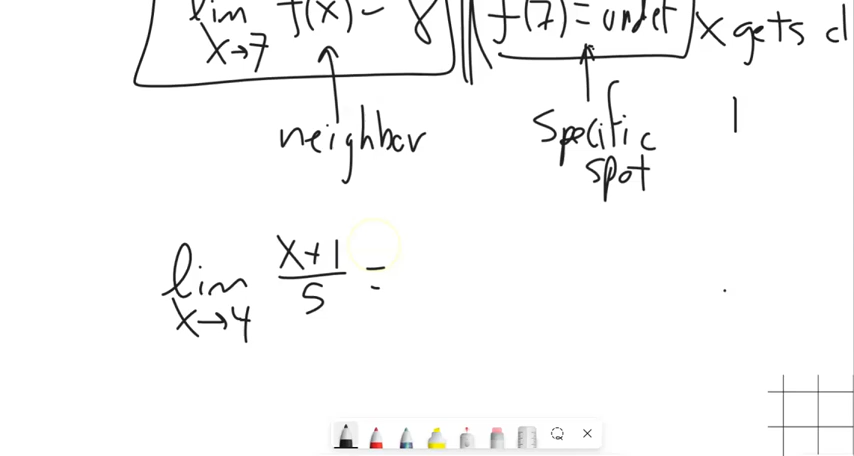 lim f(x) = 8
x→7
f(7) = undef
x gets cl
neighbor
specific
spot
lim x+1 =
x→4 5